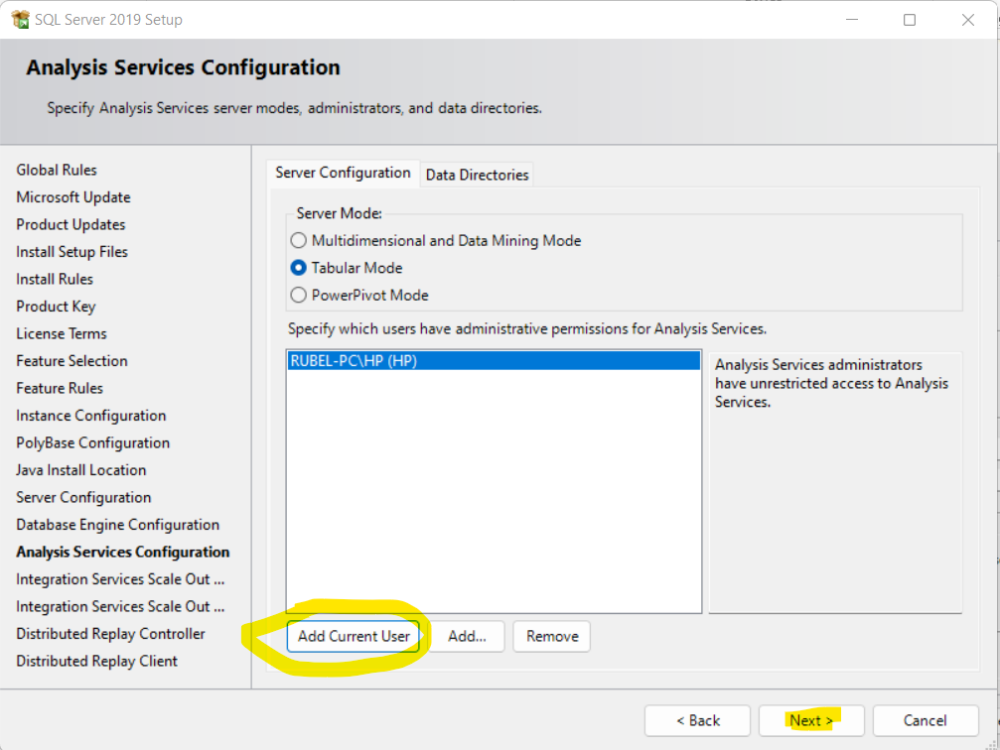 SQL Server 2019 Setup
Analysis Services Configuration
Specify Analysis Services server modes, administrators, and data directories.
Global Rules
Microsoft Update
Product Updates
Install Setup Files
Install Rules
Product Key
License Terms
Feature Selection
Feature Rules
Instance Configuration
PolyBase Configuration
Java Install Location
Server Configuration
Database Engine Configuration
Analysis Services Configuration
Integration Services Scale Out ...
Integration Services Scale Out ...
Distributed Replay Controller
Distributed Replay Client
Server Configuration
Data Directories
Server Mode:
Multidimensional and Data Mining Mode
Tabular Mode
PowerPivot Mode
Specify which users have administrative permissions for Analysis Services.
RUBEL-PC\HP (HP)
Analysis Services administrators
have unrestricted access to Analysis
Services.
Add Current User
Add...
Remove
< Back
Next >
Cancel